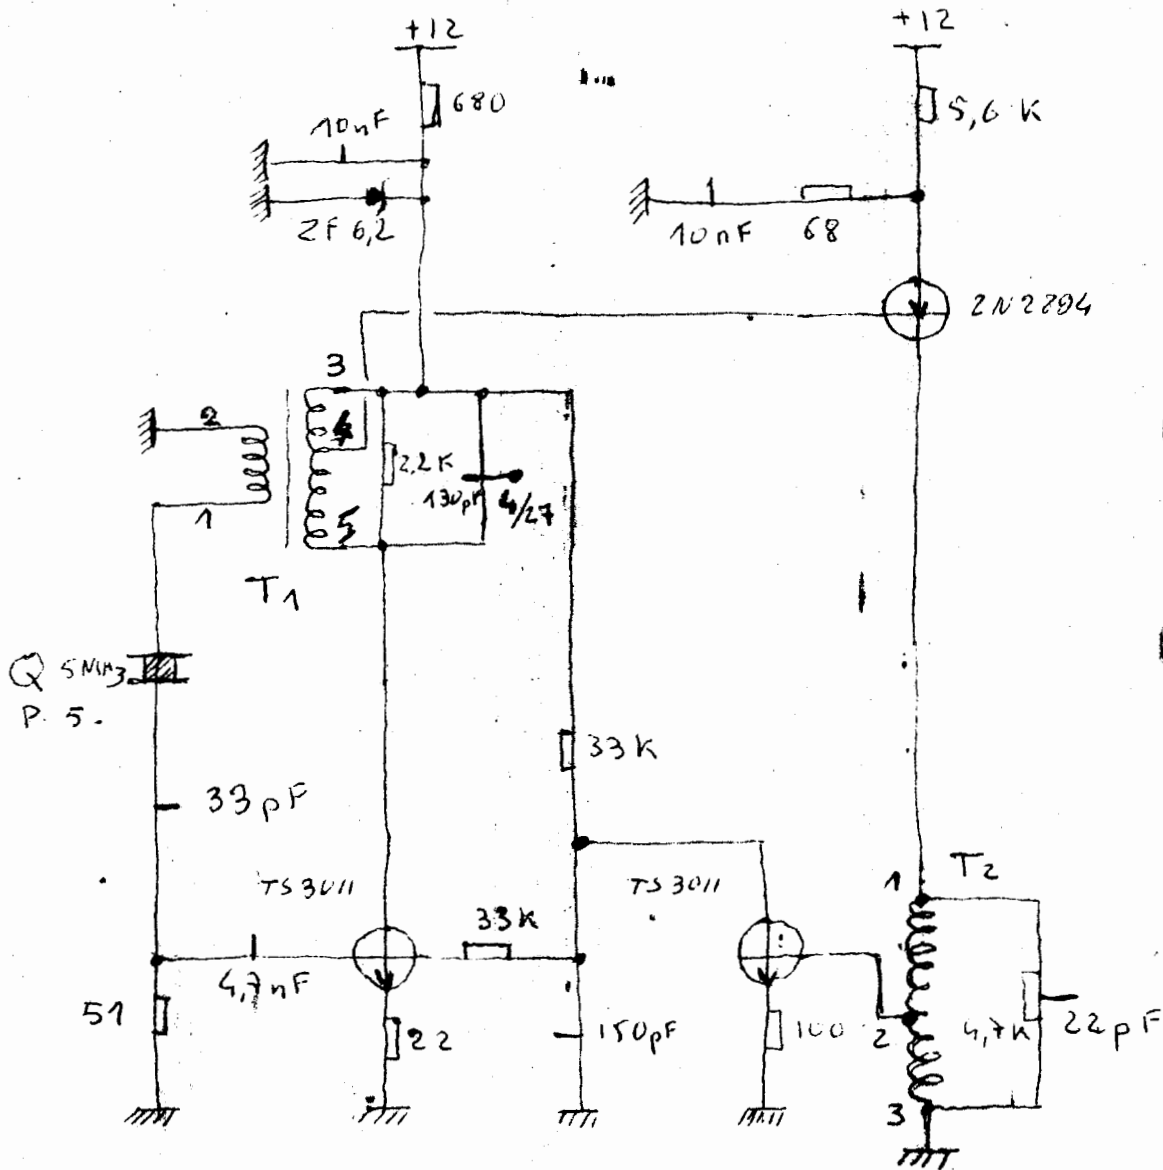 +12
+12
680
5,6 K
10nF
ZF 6,2
10nF
68
2N2894
3
2
4
2,2K
130pF
4/27
1
5
T1
Q 5MHz
P. 5.
33K
33pF
TS 3011
TS 3011
1
T2
33K
4,7nF
51
22
150pF
100
2
4,7K
22pF
3